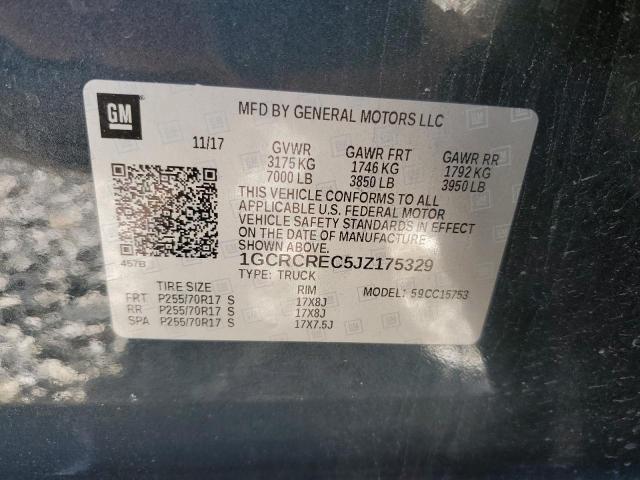 GM
MFD BY GENERAL MOTORS LLC
11/17 GVWR GAWR FRT GAWR RR
3175 KG 1746 KG 1792 KG
7000 LB 3850 LB 3950 LB
THIS VEHICLE CONFORMS TO ALL
APPLICABLE U.S. FEDERAL MOTOR
VEHICLE SAFETY STANDARDS IN EFFECT
ON THE DATE OF MANUFACTURE
SHOWN ABOVE.
457B 1GCRCREC5JZ175329
TYPE: TRUCK
TIRE SIZE RIM MODEL: 59CC15753
FRT P255/70R17 S 17X8J
RR P255/70R17 S 17X8J
SPA P255/70R17 S 17X7.5J